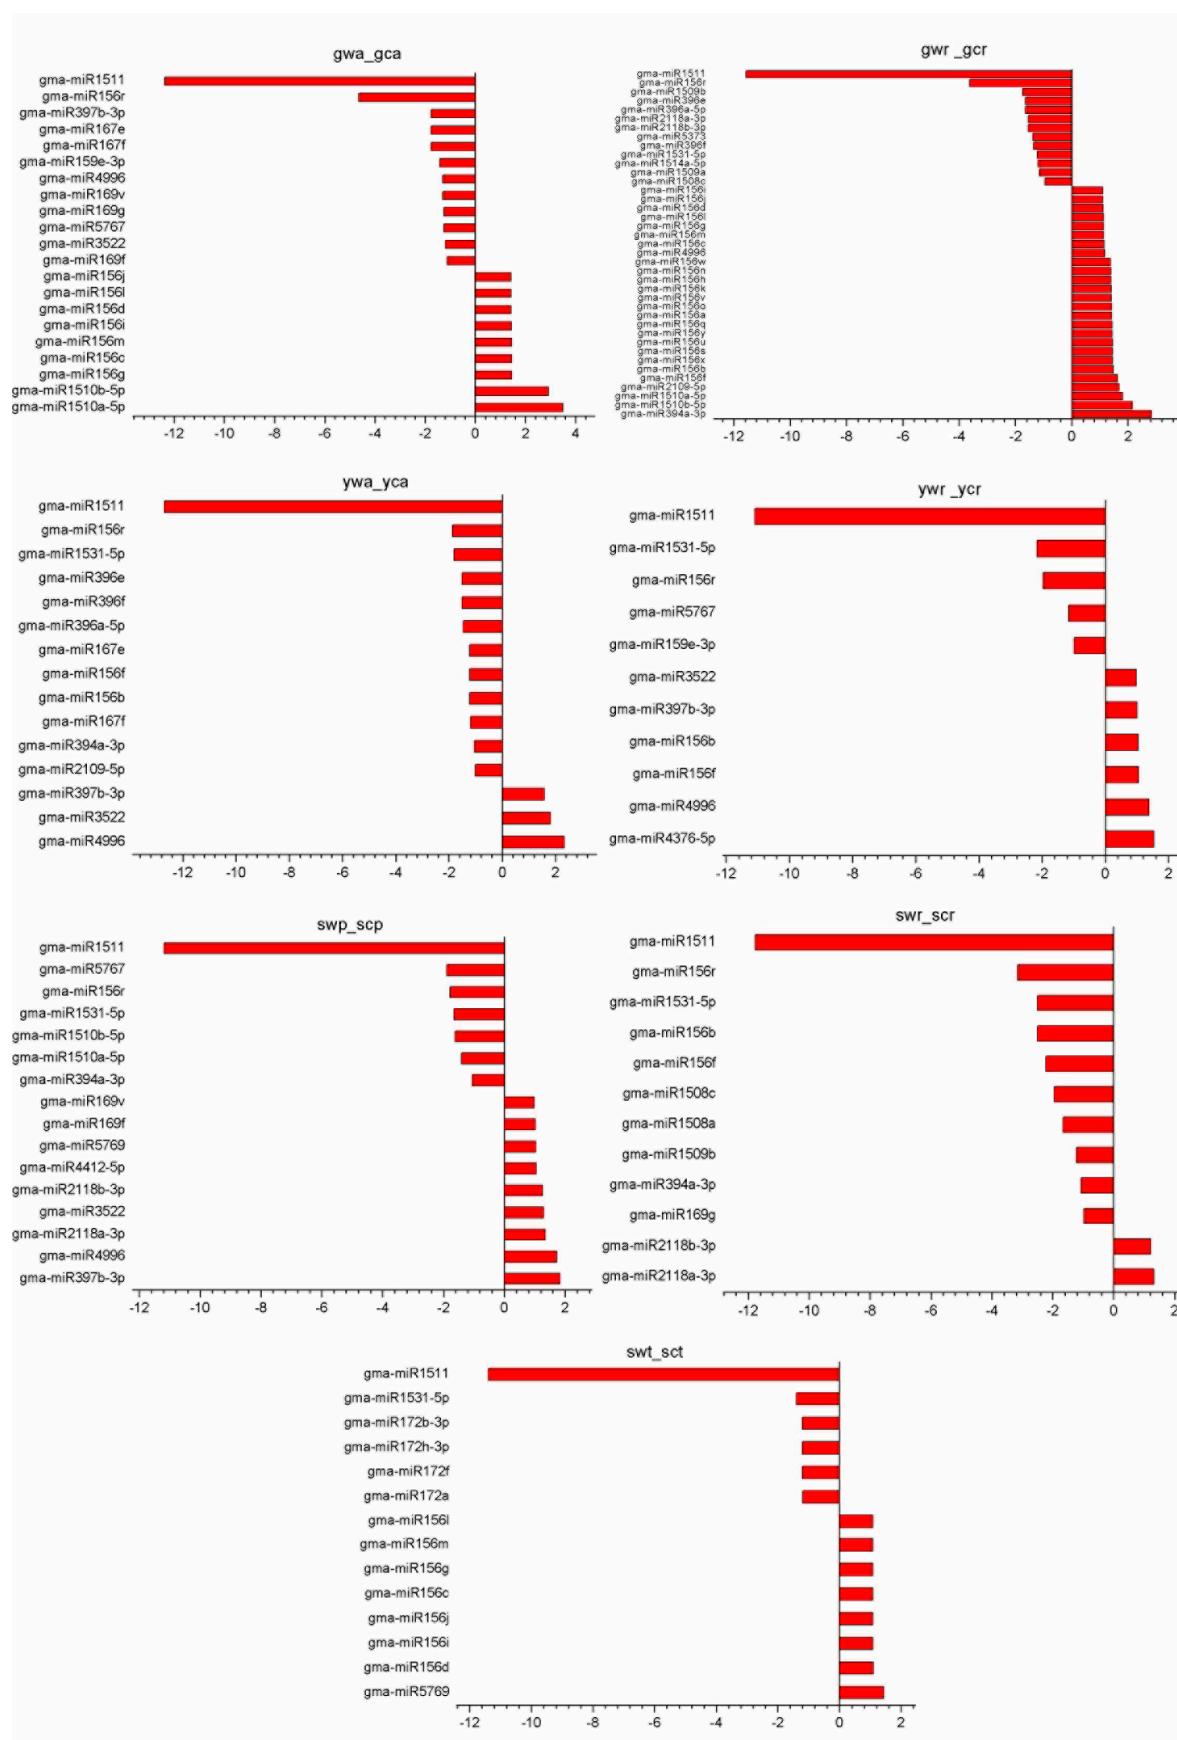 gwa_gca
gma-miR1511
gma-miR156r
gma-miR397b-3p
gma-miR167e
gma-miR167f
gma-miR159e-3p
gma-miR4996
gma-miR169v
gma-miR169g
gma-miR5767
gma-miR3522
gma-miR169f
gma-miR156j
gma-miR156l
gma-miR156d
gma-miR156i
gma-miR156m
gma-miR156c
gma-miR156g
gma-miR1510b-5p
gma-miR1510a-5p
-12 -10 -8 -6 -4 -2 0 2 4
gwr _gcr
gma-miR1511
gma-miR156r
gma-miR1509b
gma-miR396e
gma-miR396a-5p
gma-miR2118a-3p
gma-miR2118b-3p
gma-miR5373
gma-miR396f
gma-miR1531-5p
gma-miR1514a-5p
gma-miR1509a
gma-miR1508c
gma-miR156i
gma-miR156j
gma-miR156d
gma-miR156l
gma-miR156g
gma-miR156m
gma-miR156c
gma-miR4996
gma-miR156w
gma-miR156n
gma-miR156h
gma-miR156k
gma-miR156v
gma-miR156o
gma-miR156a
gma-miR156q
gma-miR156y
gma-miR156u
gma-miR156s
gma-miR156x
gma-miR156b
gma-miR156f
gma-miR2109-5p
gma-miR1510a-5p
gma-miR1510b-5p
gma-miR394a-3p
-12 -10 -8 -6 -4 -2 0 2
ywa_yca
gma-miR1511
gma-miR156r
gma-miR1531-5p
gma-miR396e
gma-miR396f
gma-miR396a-5p
gma-miR167e
gma-miR156f
gma-miR156b
gma-miR167f
gma-miR394a-3p
gma-miR2109-5p
gma-miR397b-3p
gma-miR3522
gma-miR4996
-12 -10 -8 -6 -4 -2 0 2
ywr _ycr
gma-miR1511
gma-miR1531-5p
gma-miR156r
gma-miR5767
gma-miR159e-3p
gma-miR3522
gma-miR397b-3p
gma-miR156b
gma-miR156f
gma-miR4996
gma-miR4376-5p
-12 -10 -8 -6 -4 -2 0 2
swp_scp
gma-miR1511
gma-miR5767
gma-miR156r
gma-miR1531-5p
gma-miR1510b-5p
gma-miR1510a-5p
gma-miR394a-3p
gma-miR169v
gma-miR169f
gma-miR5769
gma-miR4412-5p
gma-miR2118b-3p
gma-miR3522
gma-miR2118a-3p
gma-miR4996
gma-miR397b-3p
-12 -10 -8 -6 -4 -2 0 2
swr_scr
gma-miR1511
gma-miR156r
gma-miR1531-5p
gma-miR156b
gma-miR156f
gma-miR1508c
gma-miR1508a
gma-miR1509b
gma-miR394a-3p
gma-miR169g
gma-miR2118b-3p
gma-miR2118a-3p
-12 -10 -8 -6 -4 -2 0 2
swt_sct
gma-miR1511
gma-miR1531-5p
gma-miR172b-3p
gma-miR172h-3p
gma-miR172f
gma-miR172a
gma-miR156l
gma-miR156m
gma-miR156g
gma-miR156c
gma-miR156j
gma-miR156i
gma-miR156d
gma-miR5769
-12 -10 -8 -6 -4 -2 0 2